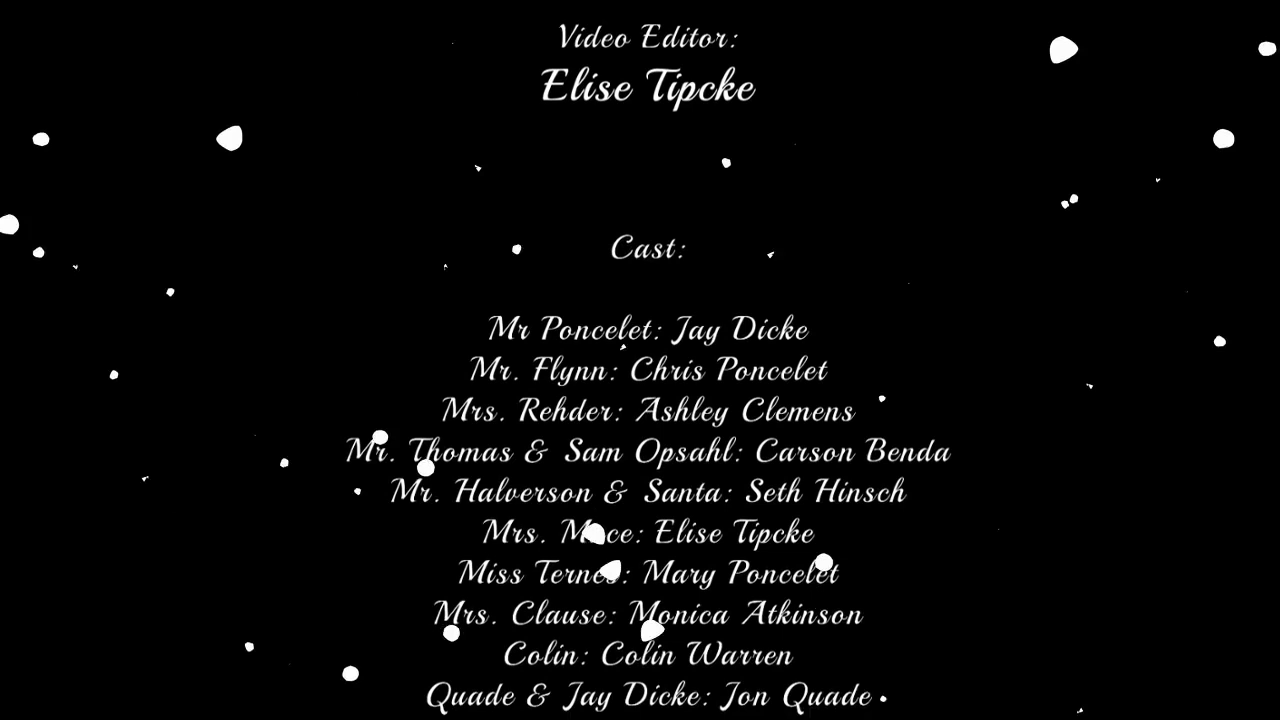 Video Editor:
Elise Tipcke
Cast:
Mr Poncelet: Jay Dicke
Mr. Flynn: Chris Poncelet
Mrs. Rehder: Ashley Clemens
Mr. Thomas & Sam Opsahl: Carson Benda
Mr. Halverson & Santa: Seth Hinsch
Mrs. Elise Tipcke
Miss Ternes: Mary Poncelet
Mrs. Clause: Monica Atkinson
Colin: Colin Warren
Quade & Jay Dicke: Jon Quade